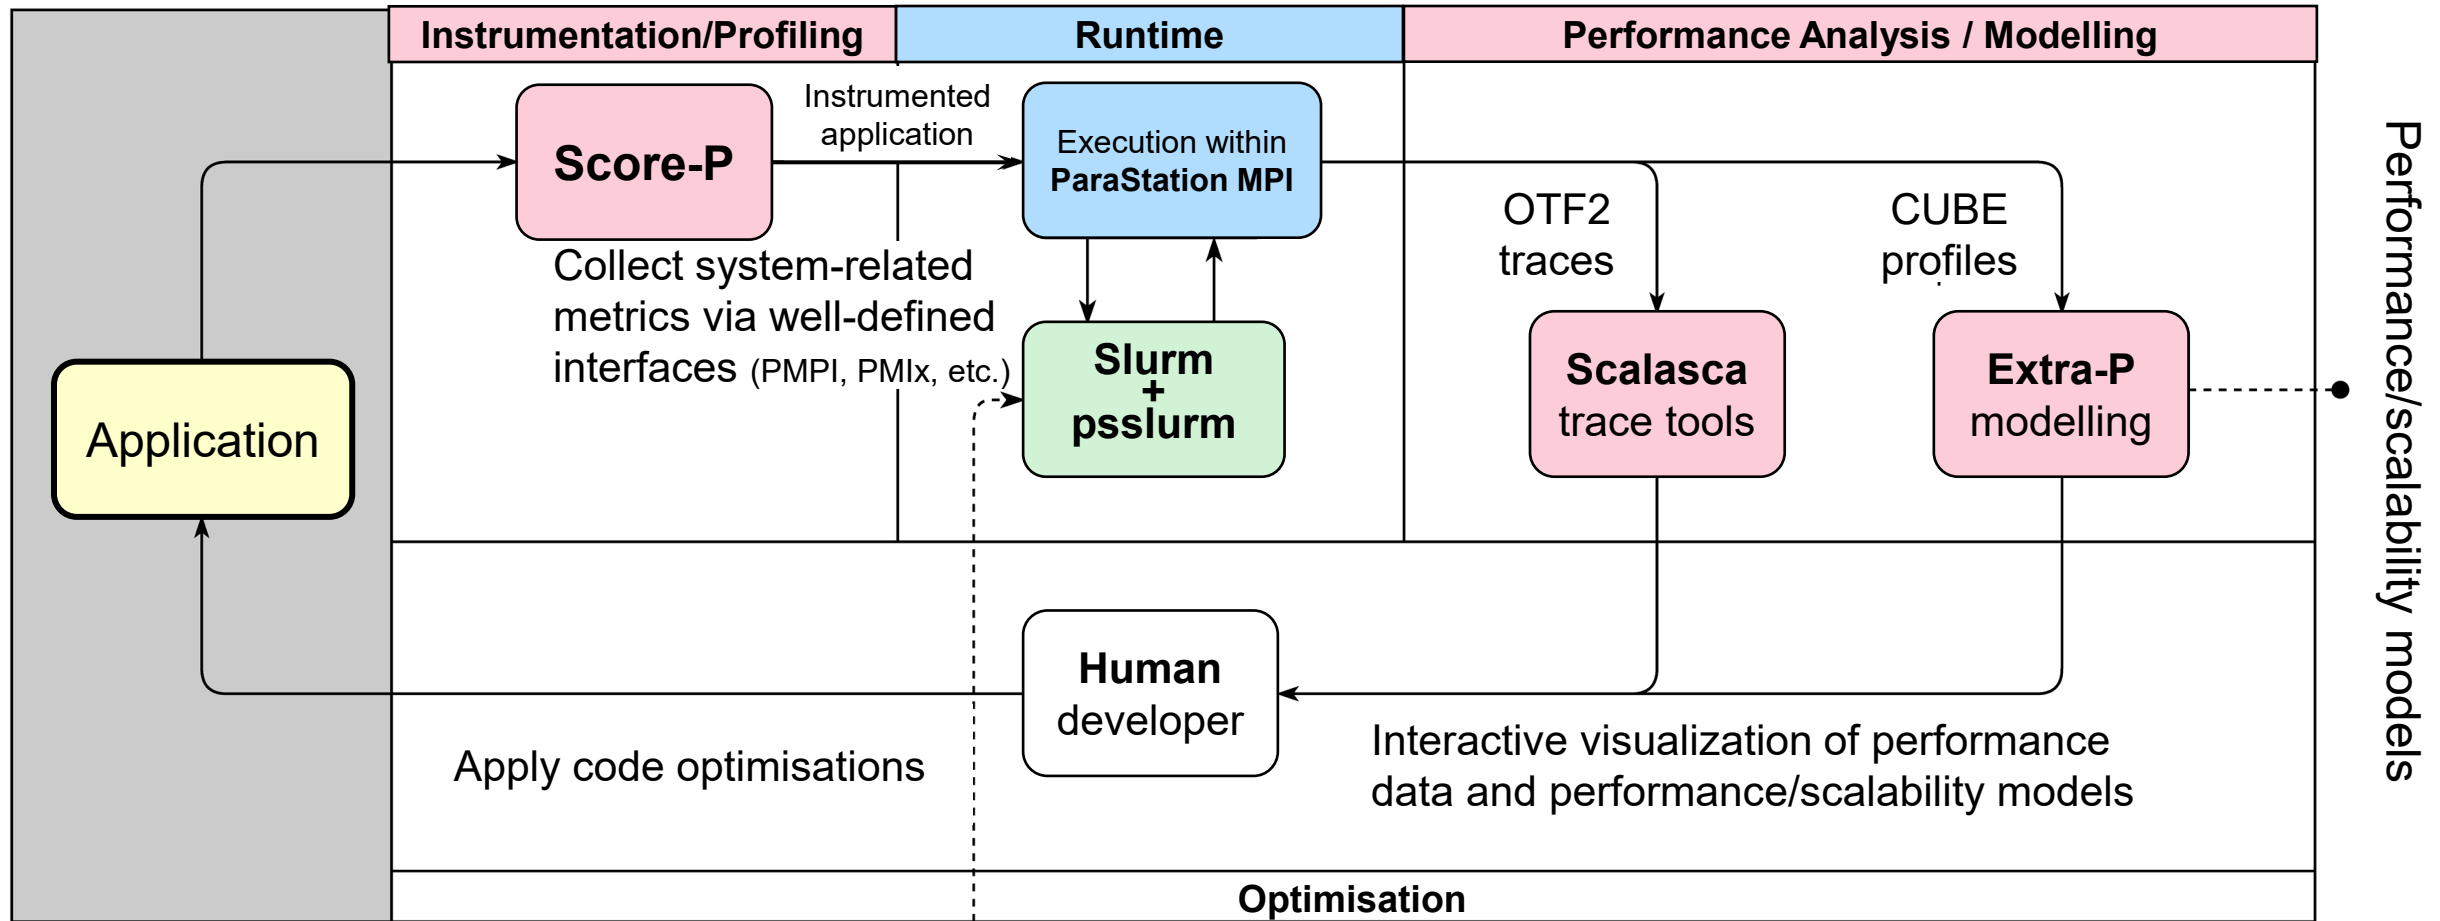 Instrumentation/Profiling
Runtime
Performance Analysis / Modelling
Score-P
Instrumented
application
Execution within
ParaStation MPI
OTF2
traces
CUBE
profiles
Collect system-related
metrics via well-defined
interfaces (PMPI, PMIx, etc.)
Slurm
+
psslurm
Scalasca
trace tools
Extra-P
modelling
Performance/scalability models
Application
Human
developer
Apply code optimisations
Interactive visualization of performance
data and performance/scalability models
Optimisation